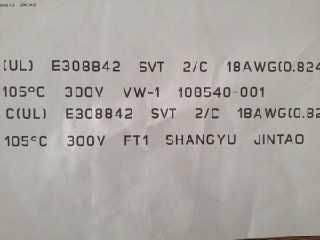 (UL) E308842 SVT 2/C 18AWG(0.824
105°C 300V VW-1 108540-001
C(UL) E308842 SVT 2/C 18AWG(0.82
105°C 300V FT1 SHANGYU JINTAO